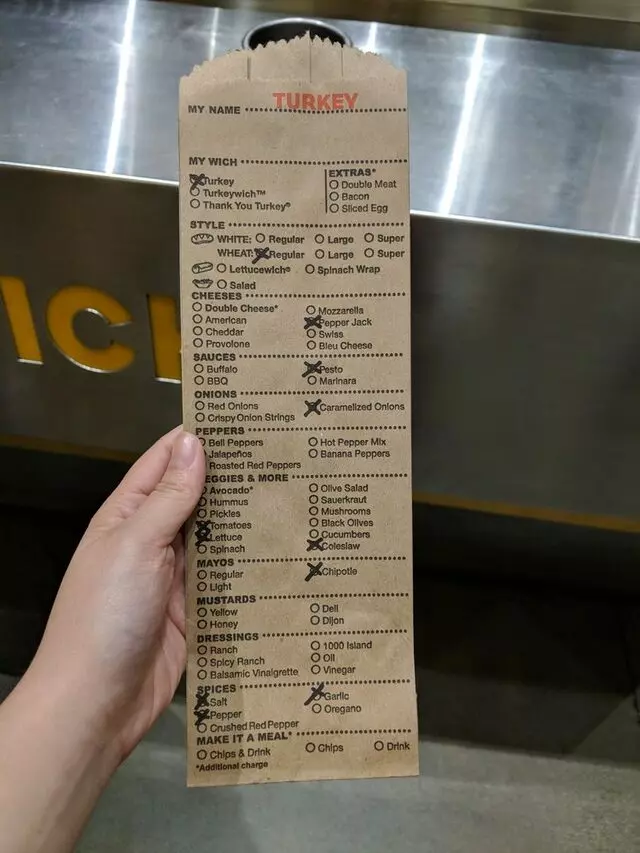 TURKEY
MY NAME
MY WICH
Turkey
Turkeywich™
Thank You Turkey®
EXTRAS*
Double Meat
Bacon
Sliced Egg
STYLE
WHITE: Regular Large Super
WHEAT: Regular Large Super
Lettucewich® Spinach Wrap
Salad
CHEESES
Double Cheese* Mozzarella
American Pepper Jack
Cheddar Swiss
Provolone Bleu Cheese
SAUCES
Buffalo Pesto
BBQ Marinara
ONIONS
Red Onions Caramelized Onions
Crispy Onion Strings
PEPPERS
Bell Peppers Hot Pepper Mix
Jalapeños Banana Peppers
Roasted Red Peppers
EGGIES & MORE
Avocado* Olive Salad
Hummus Sauerkraut
Pickles Mushrooms
Tomatoes Black Olives
Lettuce Cucumbers
Spinach Coleslaw
MAYOS
Regular Chipotle
Light
MUSTARDS
Yellow Deli
Honey Dijon
DRESSINGS
Ranch 1000 Island
Spicy Ranch Oil
Balsamic Vinaigrette Vinegar
SPICES
Salt Garlic
Pepper Oregano
Crushed Red Pepper
MAKE IT A MEAL*
Chips & Drink Chips Drink
*Additional charge
ICH